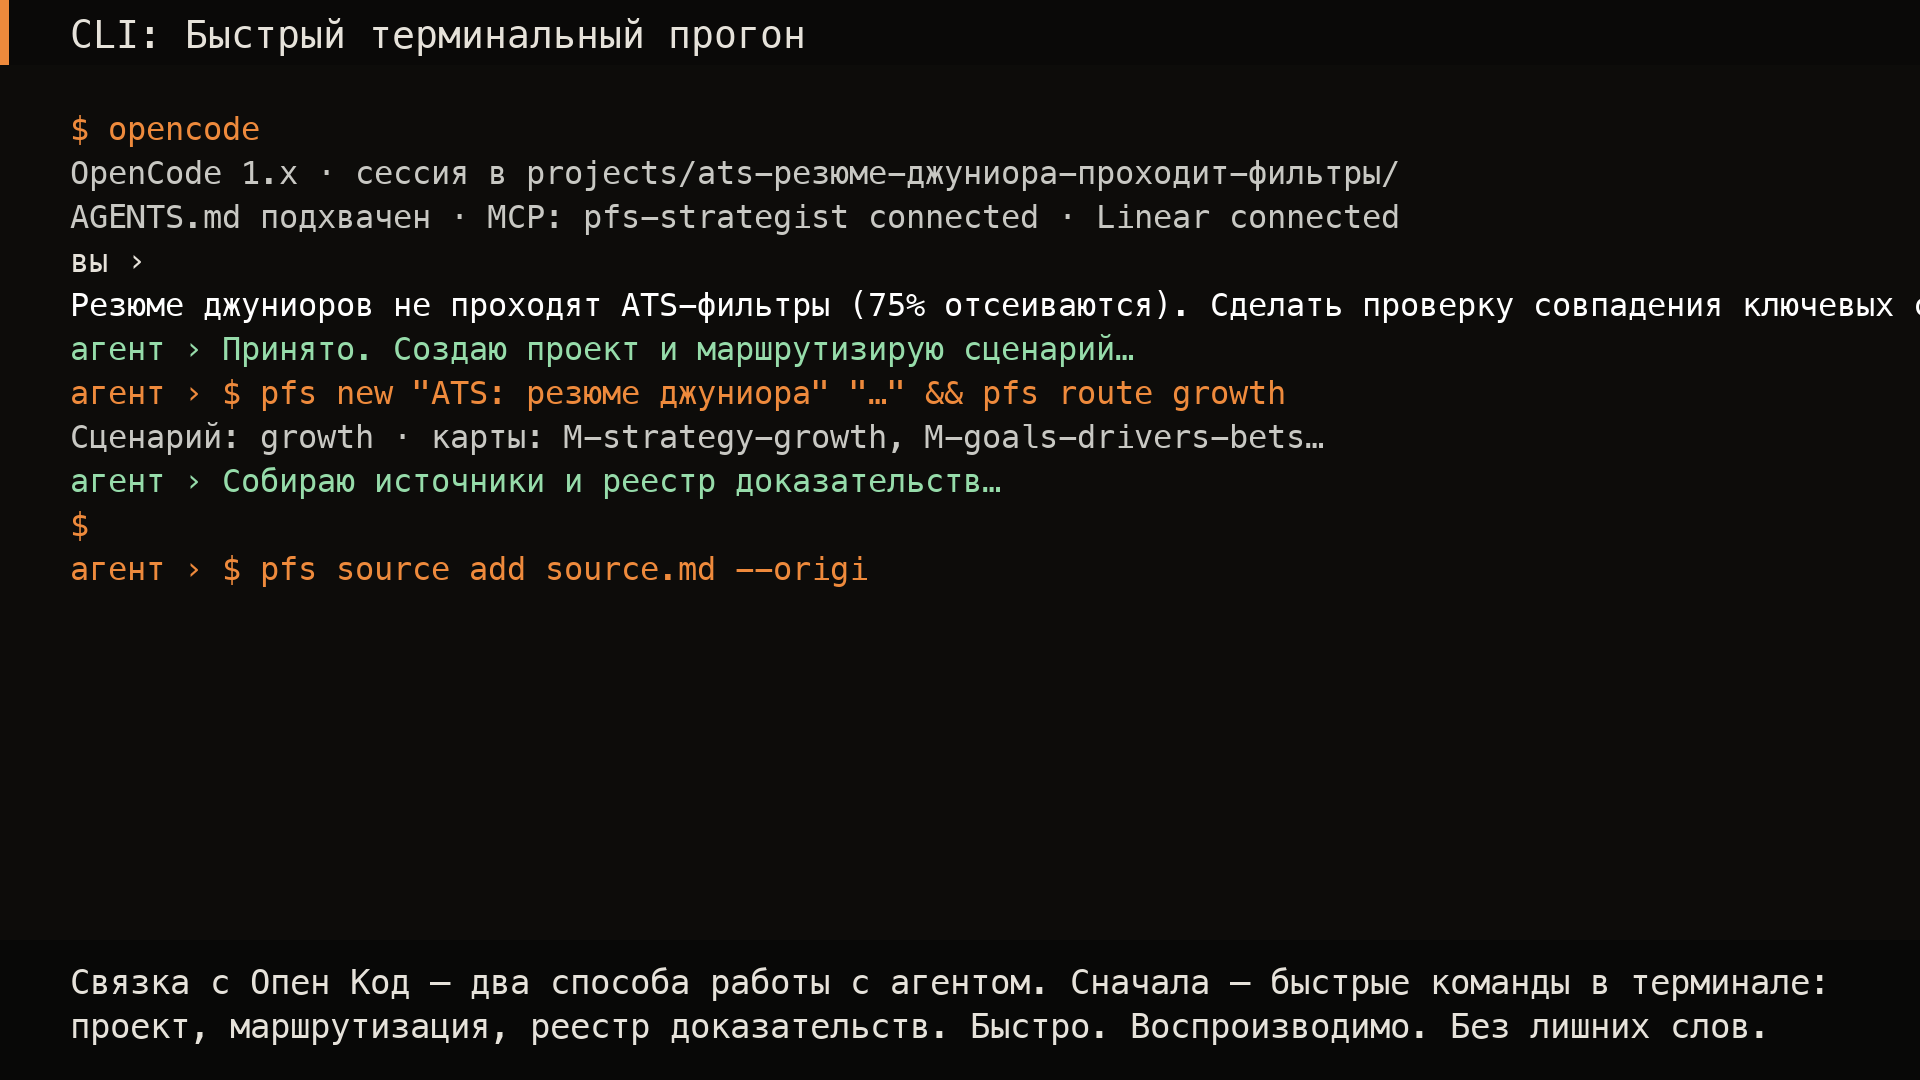 CLI: Быстрый терминальный прогон
$ opencode
OpenCode 1.x · сессия в projects/ats-резюме-джуниора-проходит-фильтры/
AGENTS.md подхвачен · MCP: pfs-strategist connected · Linear connected
вы ›
Резюме джуниоров не проходят ATS-фильтры (75% отсеиваются). Сделать проверку совпадения ключевых
агент › Принято. Создаю проект и маршрутизирую сценарий…
агент › $ pfs new "ATS: резюме джуниора" "…" && pfs route growth
Сценарий: growth · карты: M-strategy-growth, M-goals-drivers-bets…
агент › Собираю источники и реестр доказательств…
$
агент › $ pfs source add source.md --origi
Связка с Опен Код — два способа работы с агентом. Сначала — быстрые команды в терминале:
проект, маршрутизация, реестр доказательств. Быстро. Воспроизводимо. Без лишних слов.